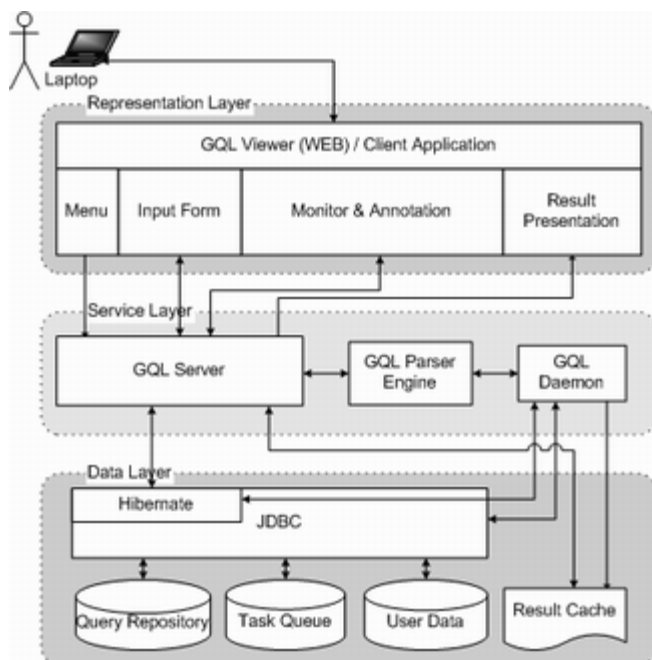 Laptop
Representation Layer
GQL Viewer (WEB) / Client Application
Menu
Input Form
Monitor & Annotation
Result
Presentation
Service Layer
GQL Server
GQL Parser
Engine
GQL
Daemon
Data Layer
Hibernate
JDBC
Query Repository
Task Queue
User Data
Result Cache